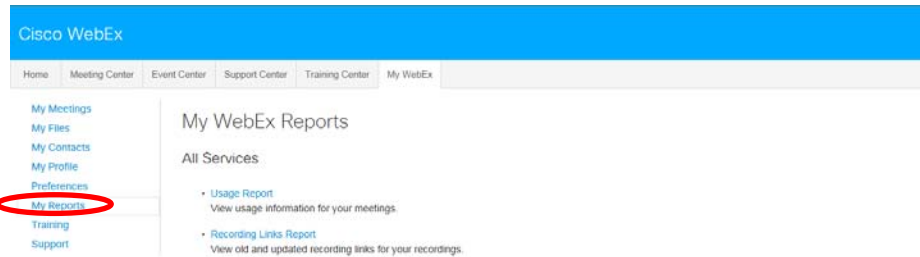 Cisco WebEx
Home Meeting Center Event Center Support Center Training Center My WebEx
My Meetings
My Files
My Contacts
My Profile
Preferences
My Reports
Training
Support
My WebEx Reports
All Services
• Usage Report
View usage information for your meetings.
• Recording Links Report
View old and updated recording links for your recordings.